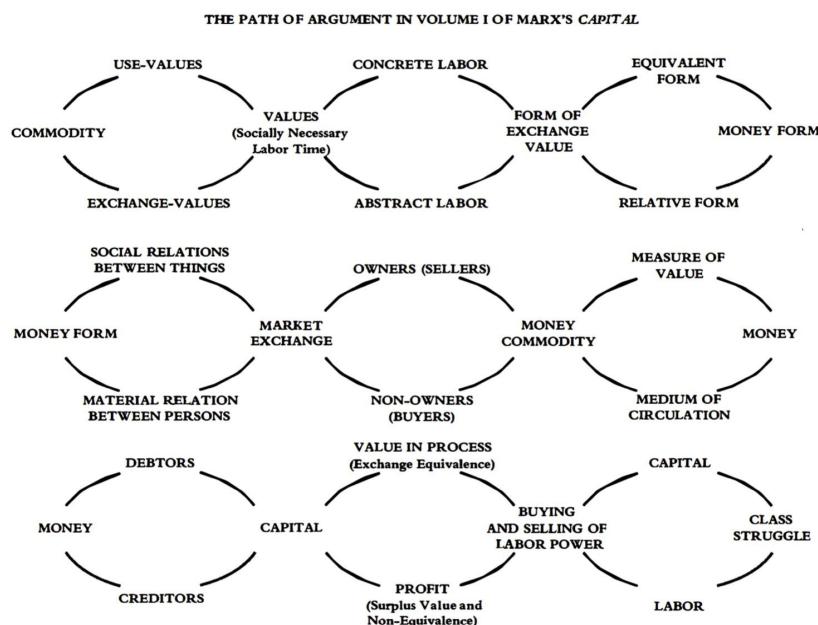 THE PATH OF ARGUMENT IN VOLUME I OF MARX'S CAPITAL
USE-VALUES
CONCRETE LABOR
EQUIVALENT
FORM
COMMODITY
VALUES
(Socially Necessary
Labor Time)
FORM OF
EXCHANGE
VALUE
MONEY FORM
EXCHANGE-VALUES
ABSTRACT LABOR
RELATIVE FORM
SOCIAL RELATIONS
BETWEEN THINGS
OWNERS (SELLERS)
MEASURE OF
VALUE
MONEY FORM
MARKET
EXCHANGE
MONEY
COMMODITY
MONEY
MATERIAL RELATION
BETWEEN PERSONS
NON-OWNERS
(BUYERS)
MEDIUM OF
CIRCULATION
DEBTORS
VALUE IN PROCESS
(Exchange Equivalence)
CAPITAL
MONEY
CAPITAL
BUYING
AND SELLING OF
LABOR POWER
CLASS
STRUGGLE
CREDITORS
PROFIT
(Surplus Value and
Non-Equivalence)
LABOR